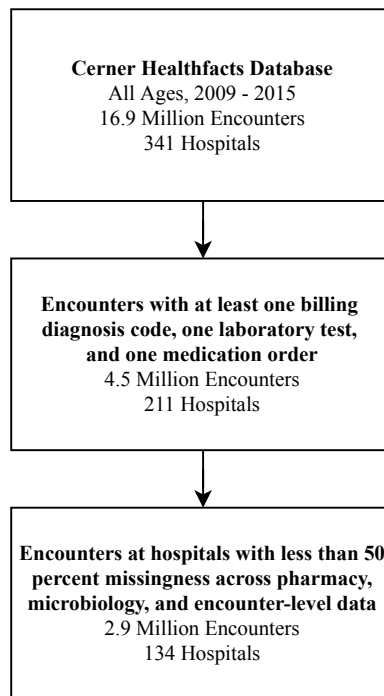 Cerner Healthfacts Database
All Ages, 2009 - 2015
16.9 Million Encounters
341 Hospitals
Encounters with at least one billing
diagnosis code, one laboratory test,
and one medication order
4.5 Million Encounters
211 Hospitals
Encounters at hospitals with less than 50
percent missingness across pharmacy,
microbiology, and encounter-level data
2.9 Million Encounters
134 Hospitals